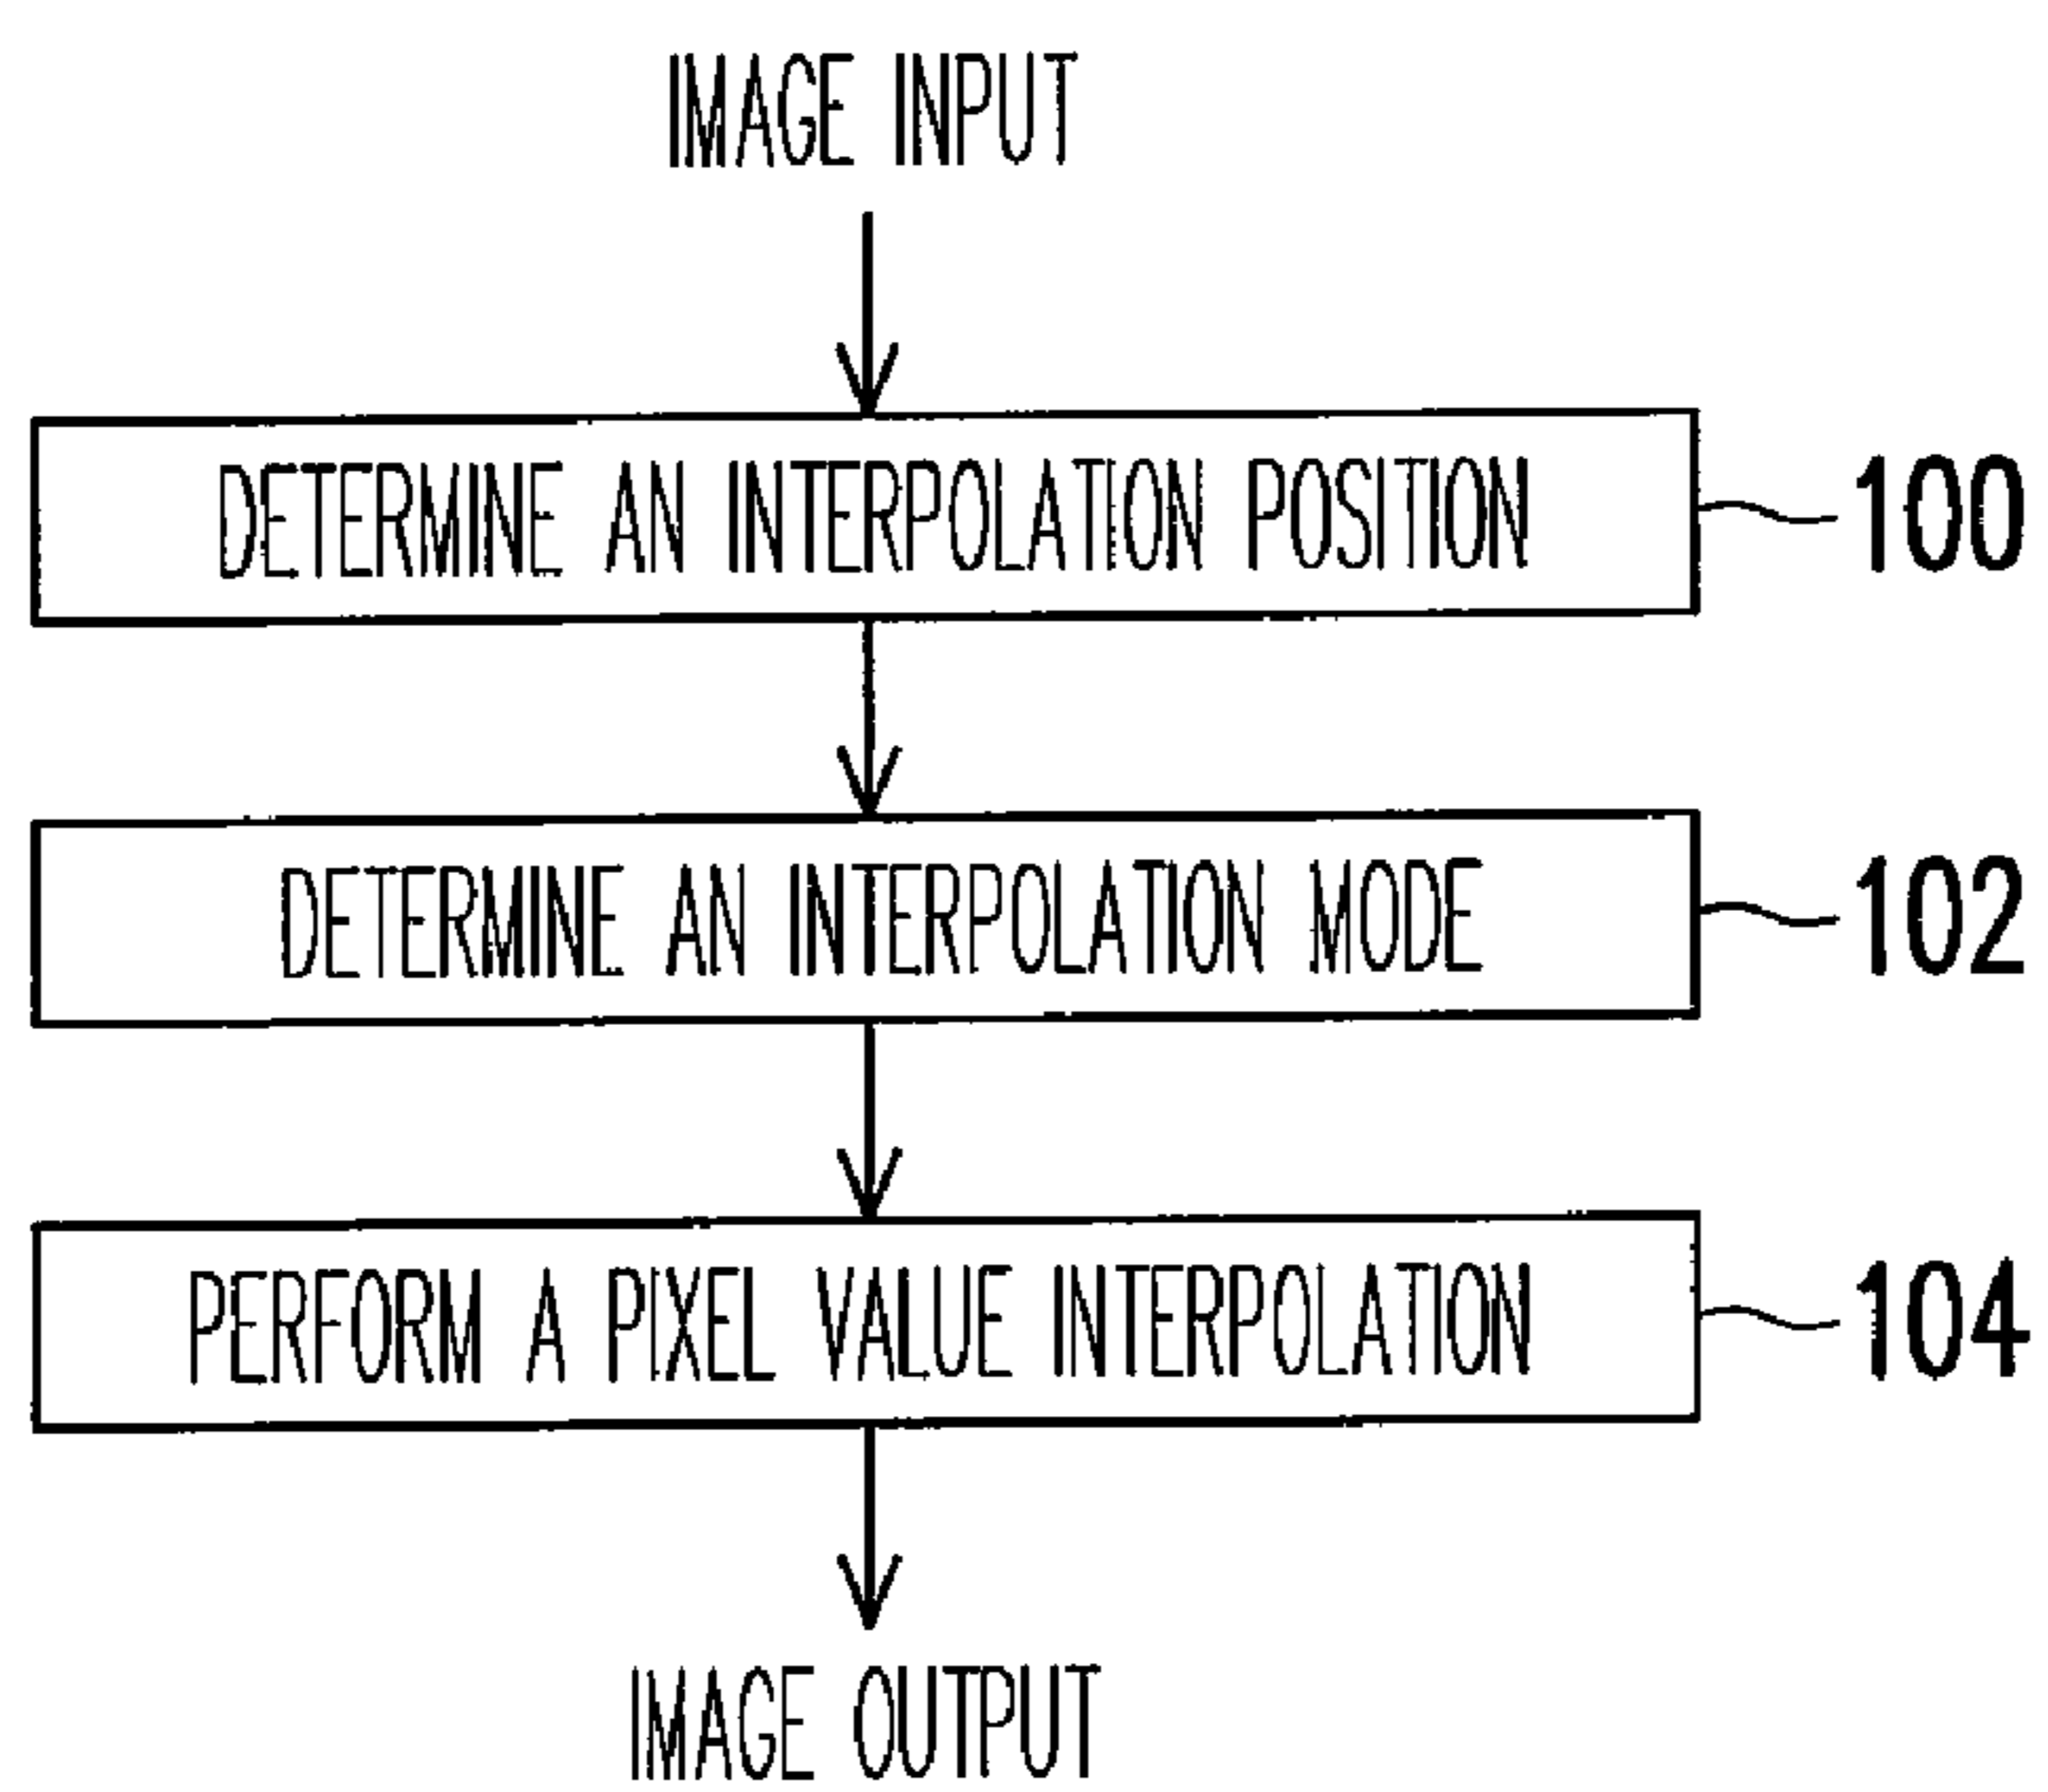 IMAGE INPUT
DETERMINE AN INTERPOLATION POSITION 100
DETERMINE AN INTERPOLATION MODE 102
PERFORM A PIXEL VALUE INTERPOLATION 104
IMAGE OUTPUT